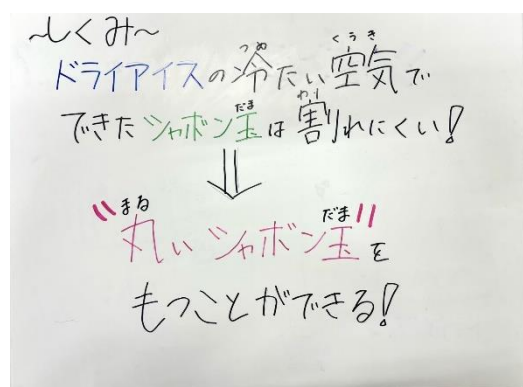 ~しくみ~
ドライアイスの冷たい空気で
できたシャボン玉は割れにくい!
⇓
"丸いシャボン玉"を
もつことができる!